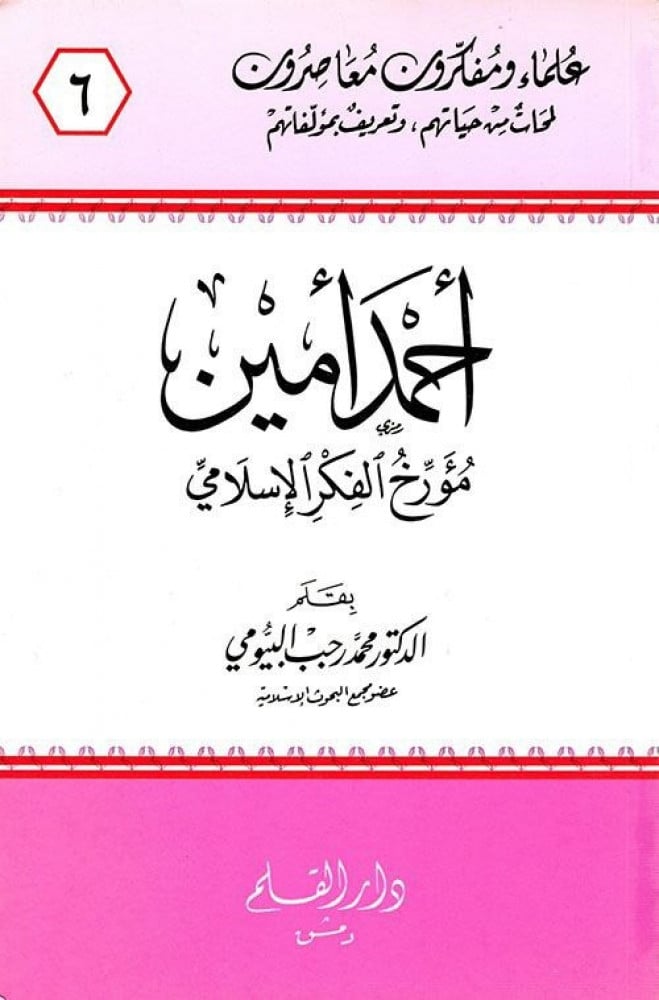 علماء ومفكرون معاصرون
لمحات من حياتهم، وتعريف بمؤلفاتهم
٦
أحمد أمين
مؤرخ الفكر الإسلامي
بقلم
الدكتور محمد رجب البيومي
عضو مجمع البحوث الإسلامية
دار القلم
دمشق